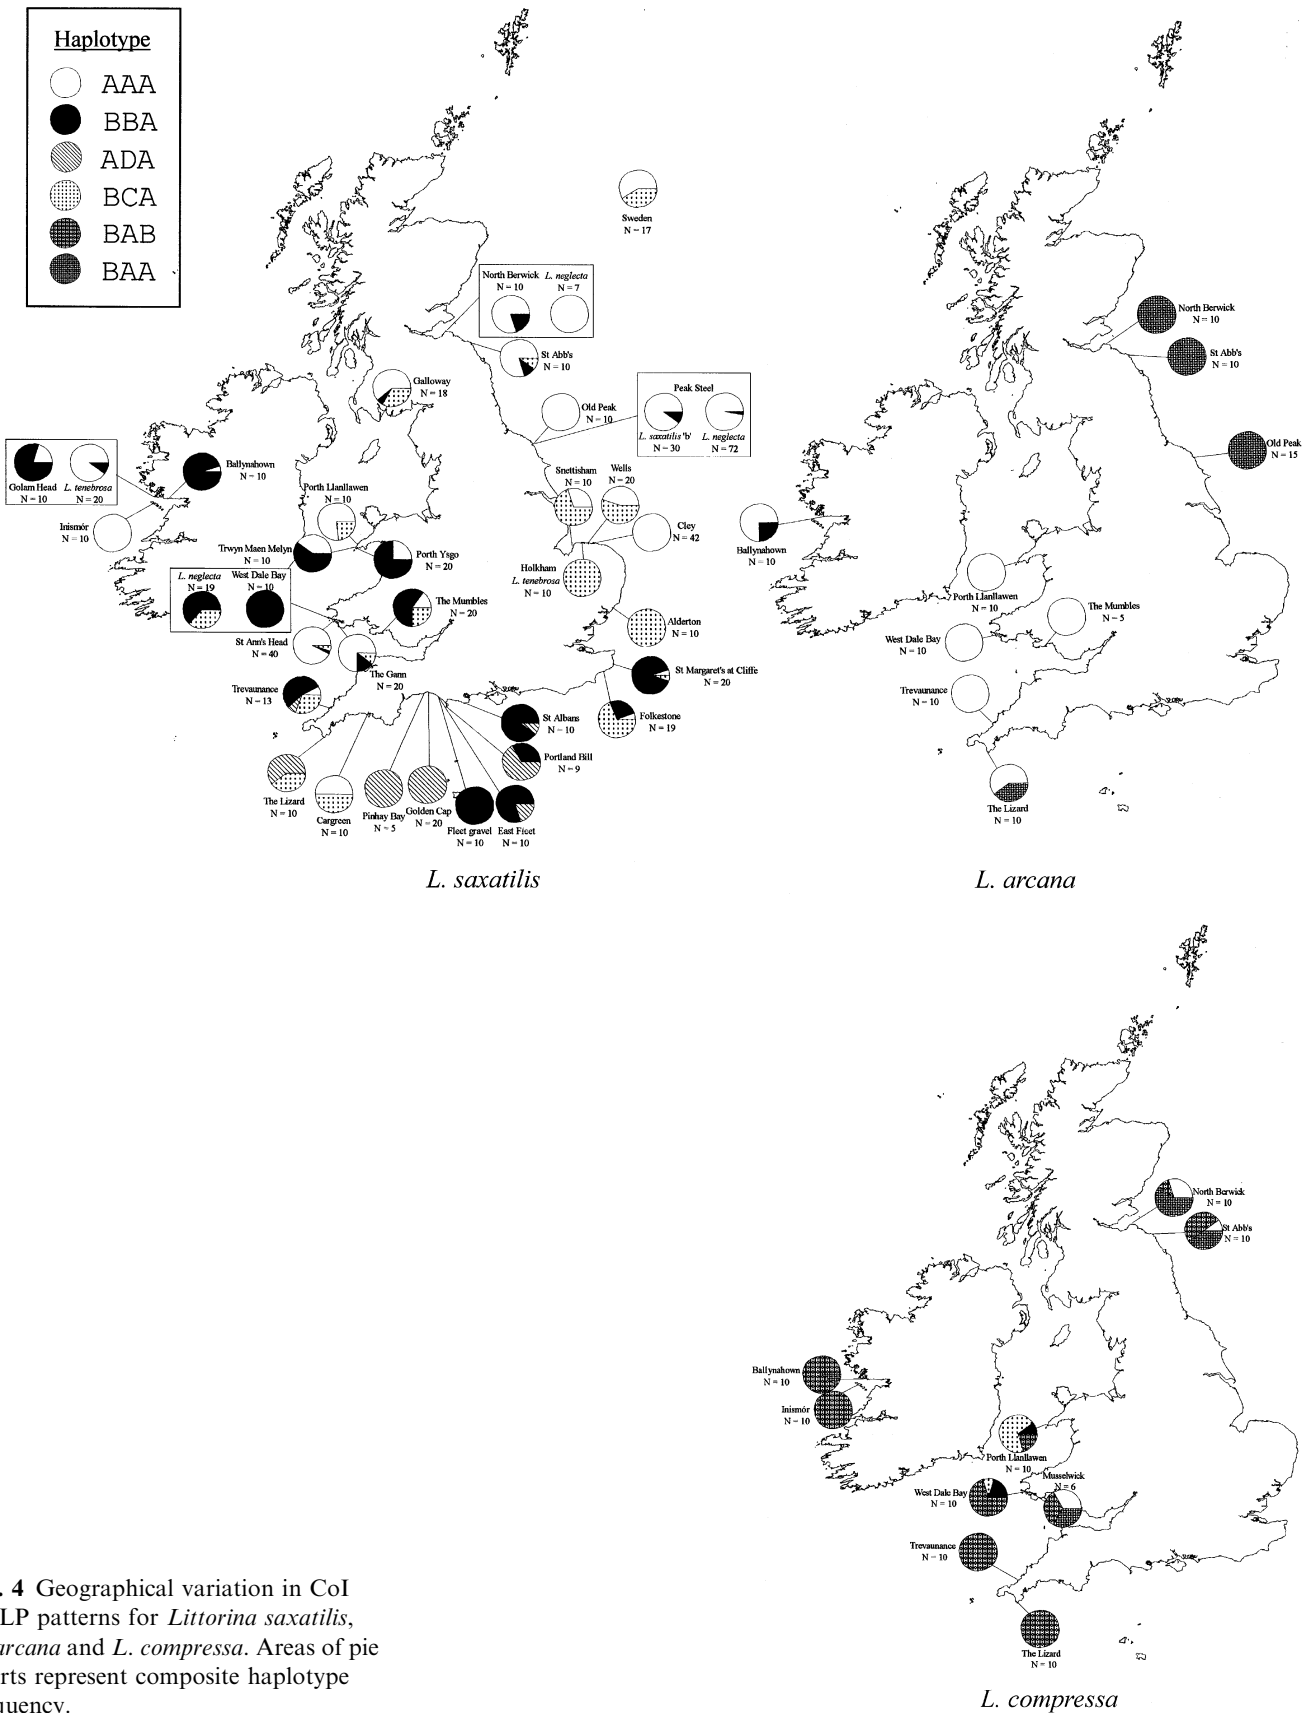 Haplotype
AAA
BBA
ADA
BCA
BAB
BAA
Sweden
N = 17
North Berwick
N = 10
L. neglecta
N = 7
St Abb's
N = 10
Galloway
N = 18
Old Peak
N = 10
Peak Steel
L. saxatilis 'b'
N = 30
L. neglecta
N = 72
Golam Head
N = 10
L. tenebrosa
N = 20
Ballynahown
N = 10
Inismór
N = 10
Porth Llanllawen
N = 10
Snettisham
N = 10
Wells
N = 20
Cley
N = 42
Trwyn Maen Melyn
N = 10
Porth Ysgo
N = 20
Holkham
L. tenebrosa
N = 10
L. neglecta
N = 19
West Dale Bay
N = 10
The Mumbles
N = 20
Alderton
N = 10
St Ann's Head
N = 40
The Gann
N = 20
St Margaret's at Cliffe
N = 20
Trevaunance
N = 13
Folkestone
N = 19
St Albans
N = 10
Portland Bill
N = 9
The Lizard
N = 10
Cargreen
N = 10
Pinhay Bay
N = 5
Golden Cap
N = 20
Fleet gravel
N = 10
East Fleet
N = 10
L. saxatilis
North Berwick
N = 10
St Abb's
N = 10
Old Peak
N = 15
Ballynahown
N = 10
Porth Llanllawen
N = 10
The Mumbles
N = 5
West Dale Bay
N = 10
Trevaunance
N = 10
The Lizard
N = 10
L. arcana
North Berwick
N = 10
St Abb's
N = 10
Ballynahown
N = 10
Inismór
N = 10
Porth Llanllawen
N = 10
Musselwick
N = 6
West Dale Bay
N = 10
Trevaunance
N = 10
The Lizard
N = 10
L. compressa
. 4 Geographical variation in CoI
LP patterns for Littorina saxatilis,
arcana and L. compressa. Areas of pie
rts represent composite haplotype
quency.